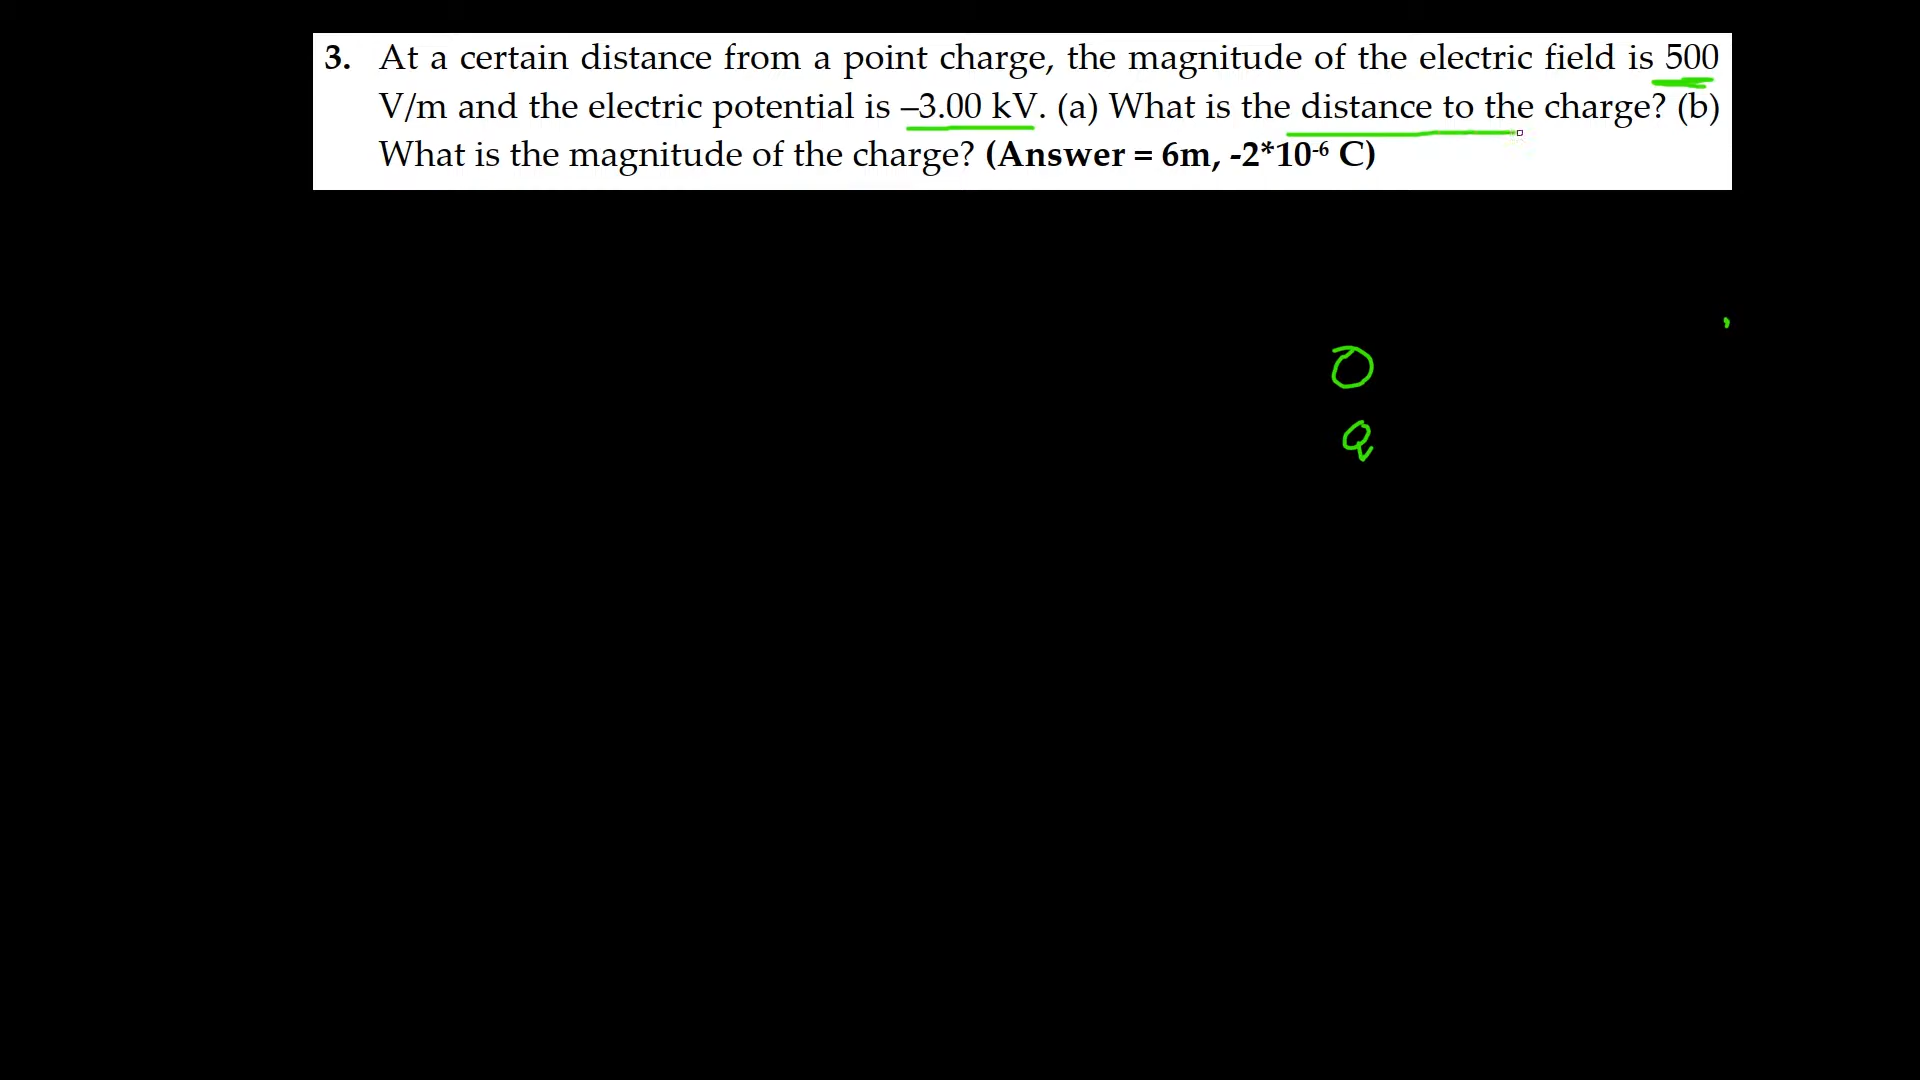 3. At a certain distance from a point charge, the magnitude of the electric field is 500
V/m and the electric potential is –3.00 kV. (a) What is the distance to the charge? (b)
What is the magnitude of the charge? (Answer = 6m, -2*10⁻⁶ C)
Q